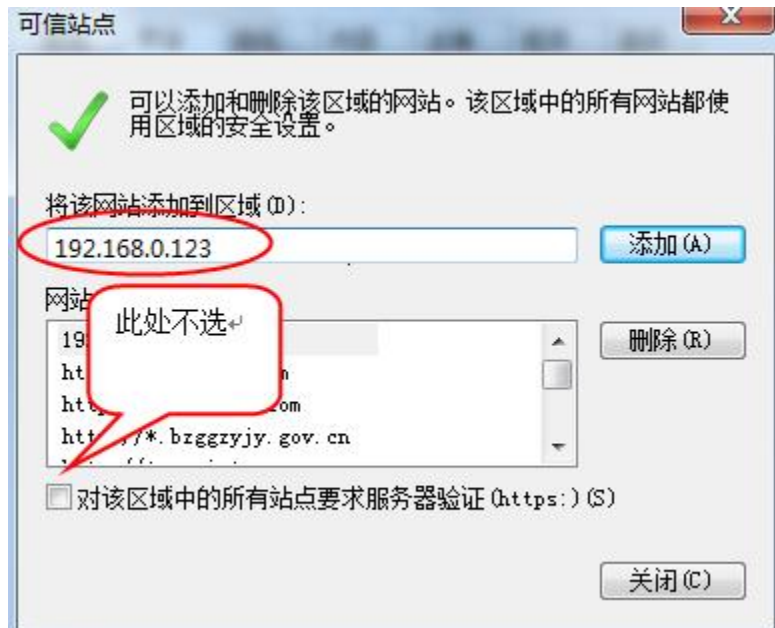 可信站点
可以添加和删除该区域的网站。该区域中的所有网站都使
用区域的安全设置。
将该网站添加到区域(D):
192.168.0.123
添加(A)
网站
此处不选
删除(R)
http://*.bzggzyjy.gov.cn
对该区域中的所有站点要求服务器验证(https:)(S)
关闭(C)